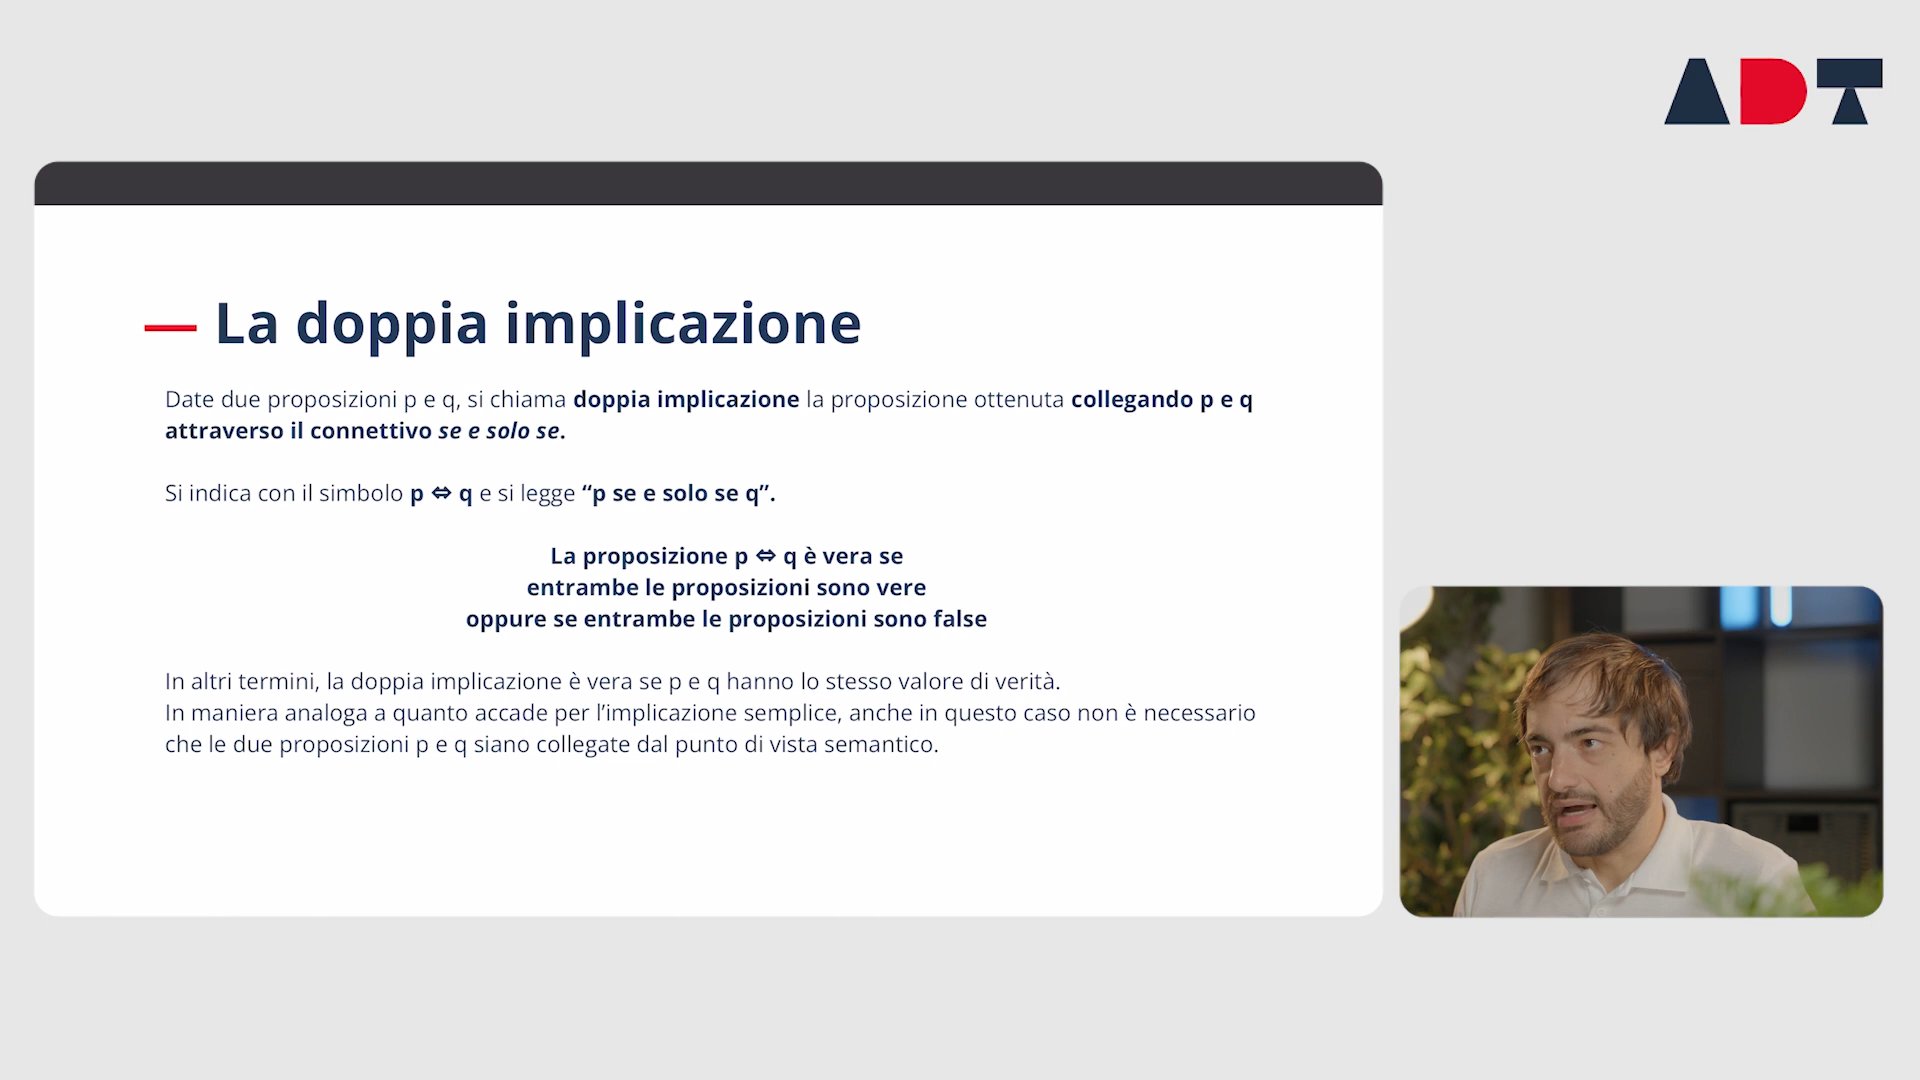 ADT
— La doppia implicazione
Date due proposizioni p e q, si chiama doppia implicazione la proposizione ottenuta collegando p e q
attraverso il connettivo se e solo se.
Si indica con il simbolo p ⇔ q e si legge “p se e solo se q”.
La proposizione p ⇔ q è vera se
entrambe le proposizioni sono vere
oppure se entrambe le proposizioni sono false
In altri termini, la doppia implicazione è vera se p e q hanno lo stesso valore di verità.
In maniera analoga a quanto accade per l’implicazione semplice, anche in questo caso non è necessario
che le due proposizioni p e q siano collegate dal punto di vista semantico.